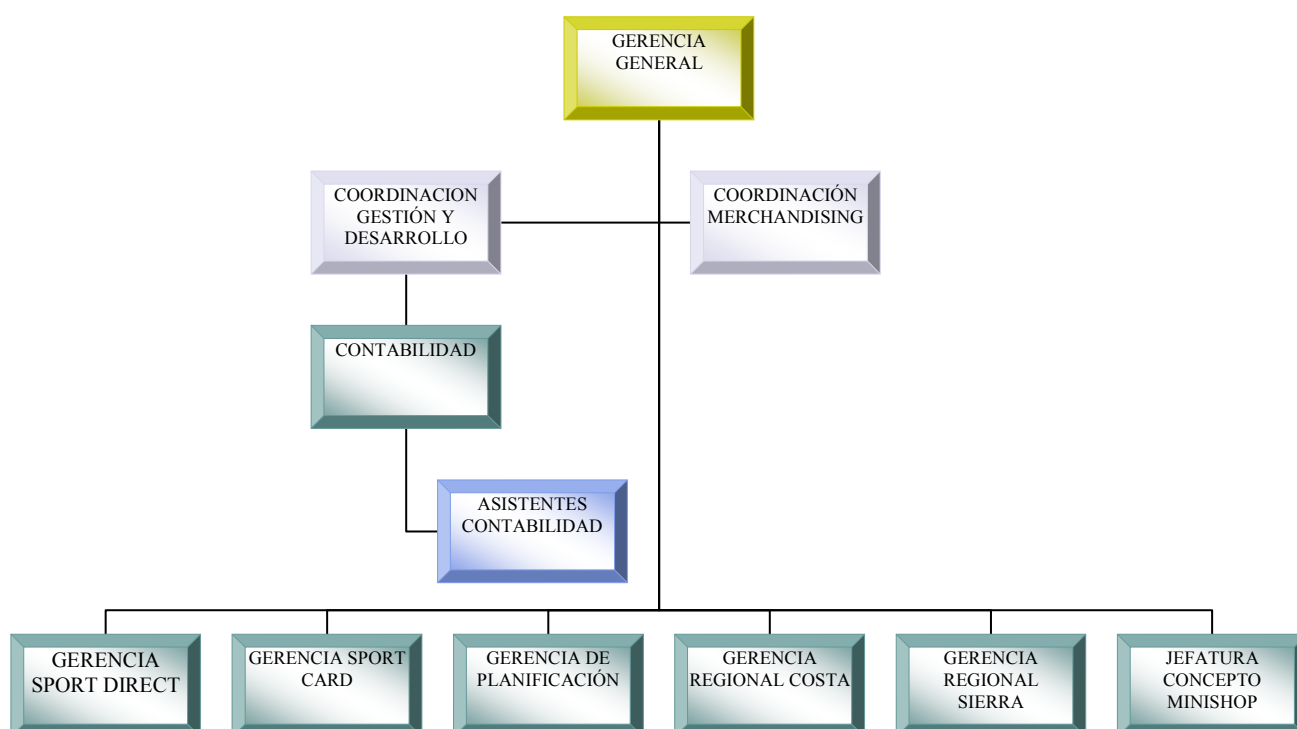 GERENCIA
GENERAL
COORDINACION
GESTIÓN Y
DESARROLLO
COORDINACIÓN
MERCHANDISING
CONTABILIDAD
ASISTENTES
CONTABILIDAD
GERENCIA
SPORT DIRECT
GERENCIA SPORT
CARD
GERENCIA DE
PLANIFICACIÓN
GERENCIA
REGIONAL COSTA
GERENCIA
REGIONAL
SIERRA
JEFATURA
CONCEPTO
MINISHOP